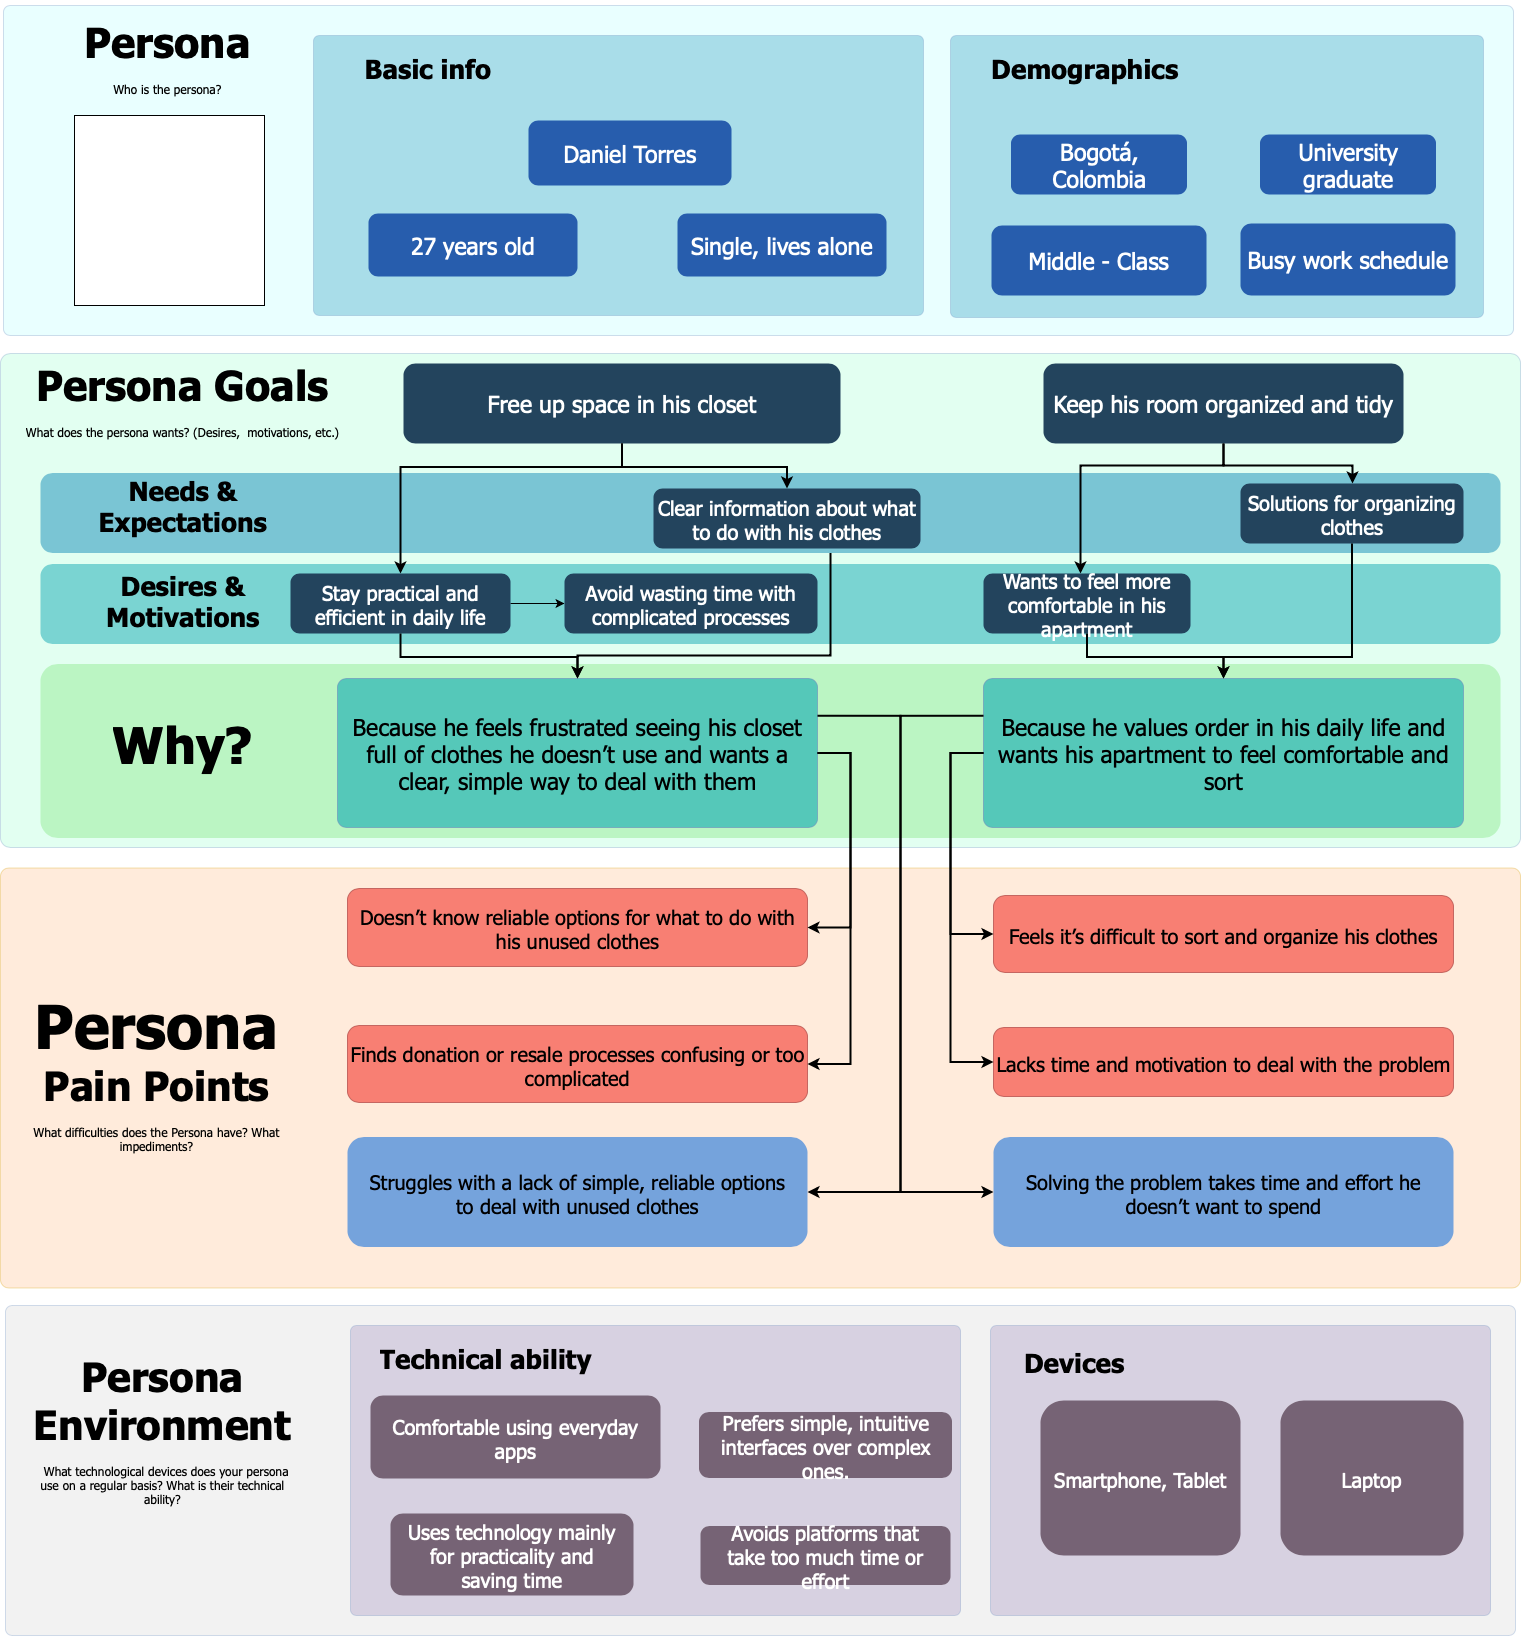 Persona
Who is the persona?
Basic info
Daniel Torres
27 years old
Single, lives alone
Demographics
Bogotá,
Colombia
University
graduate
Middle - Class
Busy work schedule
Persona Goals
What does the persona wants? (Desires,  motivations, etc.)
Free up space in his closet
Keep his room organized and tidy
Needs &
Expectations
Clear information about what
to do with his clothes
Solutions for organizing
clothes
Desires &
Motivations
Stay practical and
efficient in daily life
Avoid wasting time with
complicated processes
Wants to feel more
comfortable in his
apartment
Why?
Because he feels frustrated seeing his closet
full of clothes he doesn’t use and wants a
clear, simple way to deal with them
Because he values order in his daily life and
wants his apartment to feel comfortable and
sort
Persona
Pain Points
What difficulties does the Persona have? What
impediments?
Doesn’t know reliable options for what to do with
his unused clothes
Feels it’s difficult to sort and organize his clothes
Finds donation or resale processes confusing or too
complicated
Lacks time and motivation to deal with the problem
Struggles with a lack of simple, reliable options
to deal with unused clothes
Solving the problem takes time and effort he
doesn’t want to spend
Persona
Environment
What technological devices does your persona
use on a regular basis? What is their technical
ability?
Technical ability
Comfortable using everyday
apps
Prefers simple, intuitive
interfaces over complex
ones.
Uses technology mainly
for practicality and
saving time
Avoids platforms that
take too much time or
effort
Devices
Smartphone, Tablet
Laptop